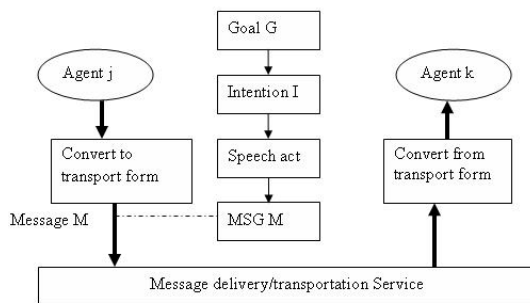 Goal G
Agent j
Agent k
Intention I
Convert to
transport form
Speech act
Convert from
transport form
Message M
MSG M
Message delivery/transportation Service